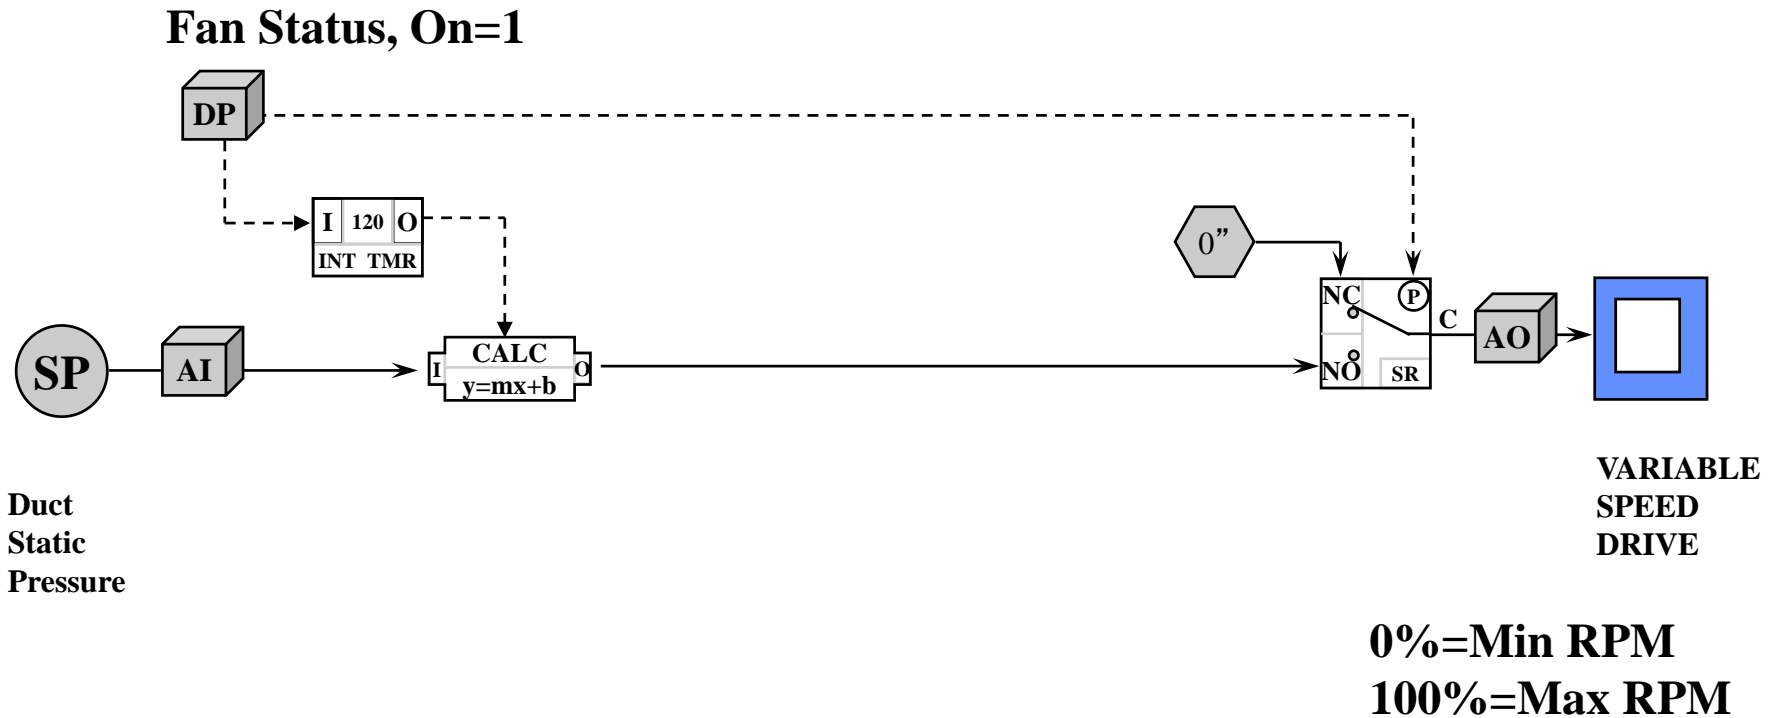 Fan Status, On=1
DP
I 120 O
INT TMR
0”
NC P
C
AO
NO SR
SP
AI
I CALC O
y=mx+b
Duct
Static
Pressure
VARIABLE
SPEED
DRIVE
0%=Min RPM
100%=Max RPM